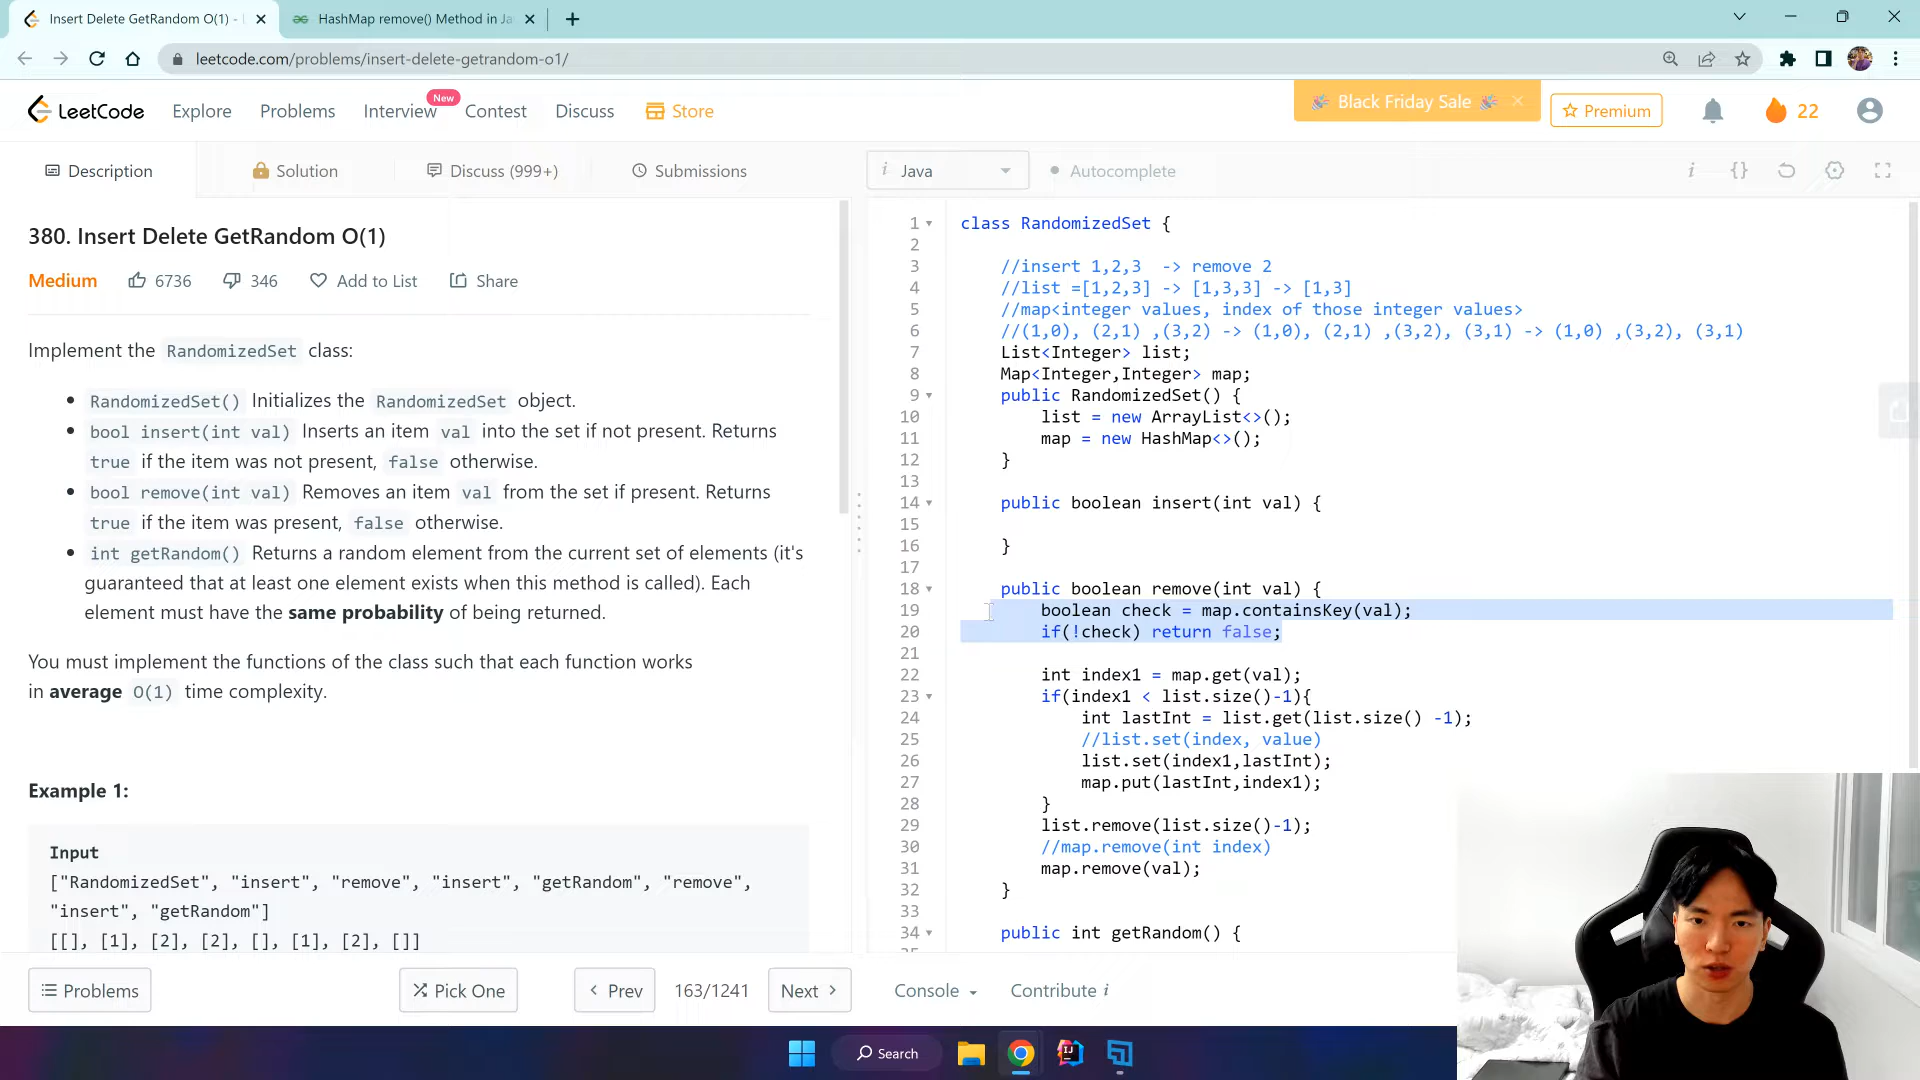 Insert Delete GetRandom O(1) -
HashMap remove() Method in Ja
leetcode.com/problems/insert-delete-getrandom-o1/
LeetCode
Explore
Problems
Interview
New
Contest
Discuss
Store
Black Friday Sale
Premium
22
Description
Solution
Discuss (999+)
Submissions
i Java
Autocomplete
i {}
380. Insert Delete GetRandom O(1)
Medium
6736
346
Add to List
Share
Implement the RandomizedSet class:
• RandomizedSet() Initializes the RandomizedSet object.
• bool insert(int val) Inserts an item val into the set if not present. Returns
true if the item was not present, false otherwise.
• bool remove(int val) Removes an item val from the set if present. Returns
true if the item was present, false otherwise.
• int getRandom() Returns a random element from the current set of elements (it's
guaranteed that at least one element exists when this method is called). Each
element must have the same probability of being returned.
You must implement the functions of the class such that each function works
in average O(1) time complexity.
Example 1:
Input
["RandomizedSet", "insert", "remove", "insert", "getRandom", "remove",
"insert", "getRandom"]
[[], [1], [2], [2], [], [1], [2], []]
1 class RandomizedSet {
2
3 //insert 1,2,3 -> remove 2
4 //list =[1,2,3] -> [1,3,3] -> [1,3]
5 //map<integer values, index of those integer values>
6 //(1,0), (2,1) ,(3,2) -> (1,0), (2,1) ,(3,2), (3,1) -> (1,0) ,(3,2), (3,1)
7 List<Integer> list;
8 Map<Integer,Integer> map;
9 public RandomizedSet() {
10 list = new ArrayList<>();
11 map = new HashMap<>();
12 }
13
14 public boolean insert(int val) {
15
16 }
17
18 public boolean remove(int val) {
19 boolean check = map.containsKey(val);
20 if(!check) return false;
21
22 int index1 = map.get(val);
23 if(index1 < list.size()-1){
24 int lastInt = list.get(list.size() -1);
25 //list.set(index, value)
26 list.set(index1,lastInt);
27 map.put(lastInt,index1);
28 }
29 list.remove(list.size()-1);
30 //map.remove(int index)
31 map.remove(val);
32 }
33
34 public int getRandom() {
Problems
Pick One
Prev
163/1241
Next
Console
Contribute i
Search